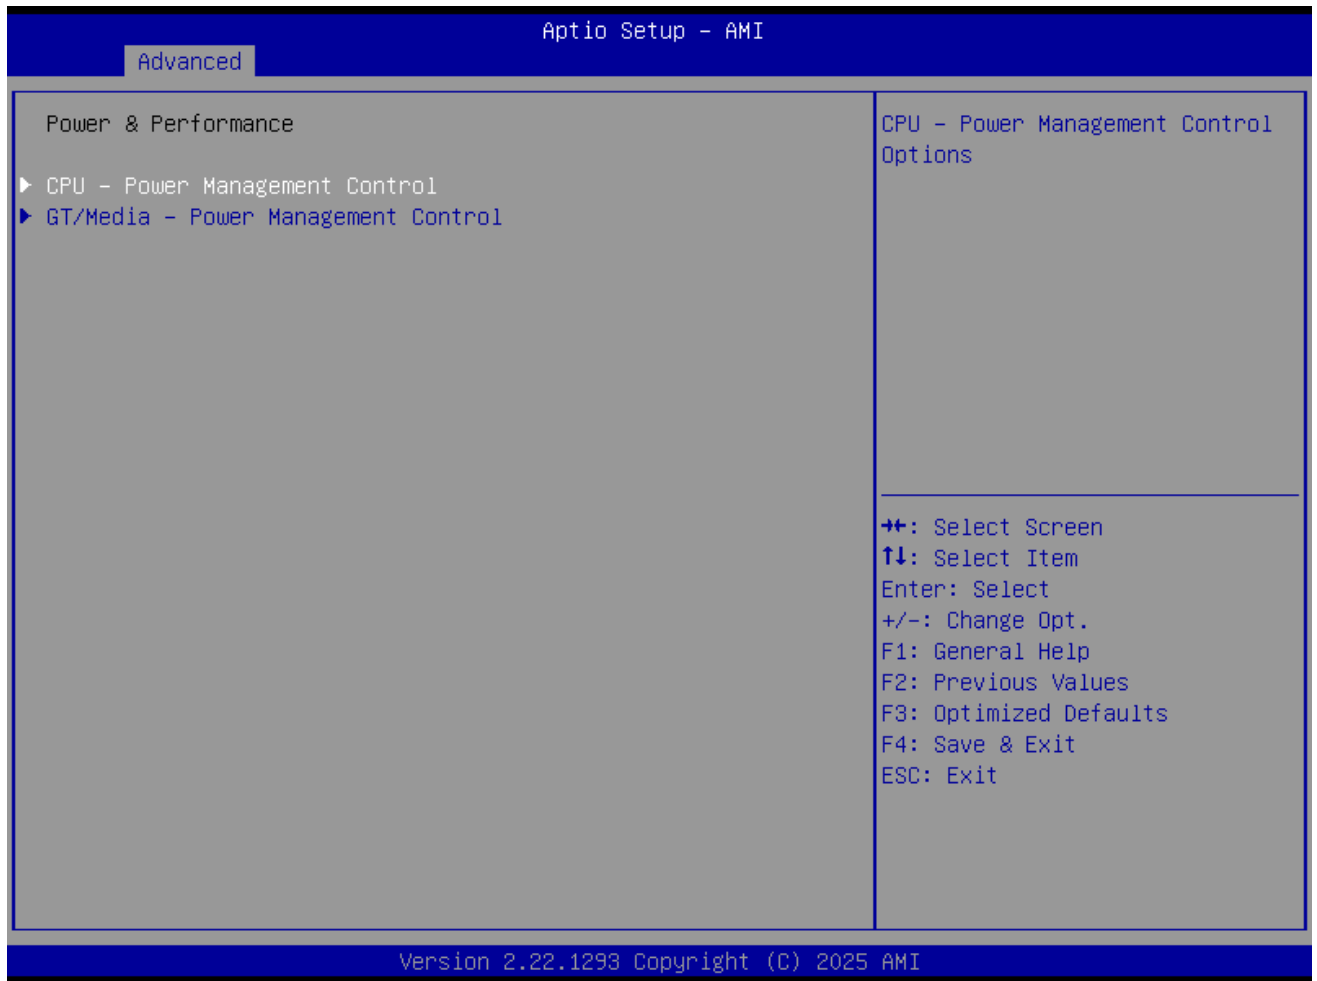 Aptio Setup – AMI
Advanced
Power & Performance
CPU – Power Management Control
GT/Media – Power Management Control
CPU – Power Management Control
Options
→←: Select Screen
↑↓: Select Item
Enter: Select
+/-: Change Opt.
F1: General Help
F2: Previous Values
F3: Optimized Defaults
F4: Save & Exit
ESC: Exit
Version 2.22.1293 Copyright (C) 2025 AMI